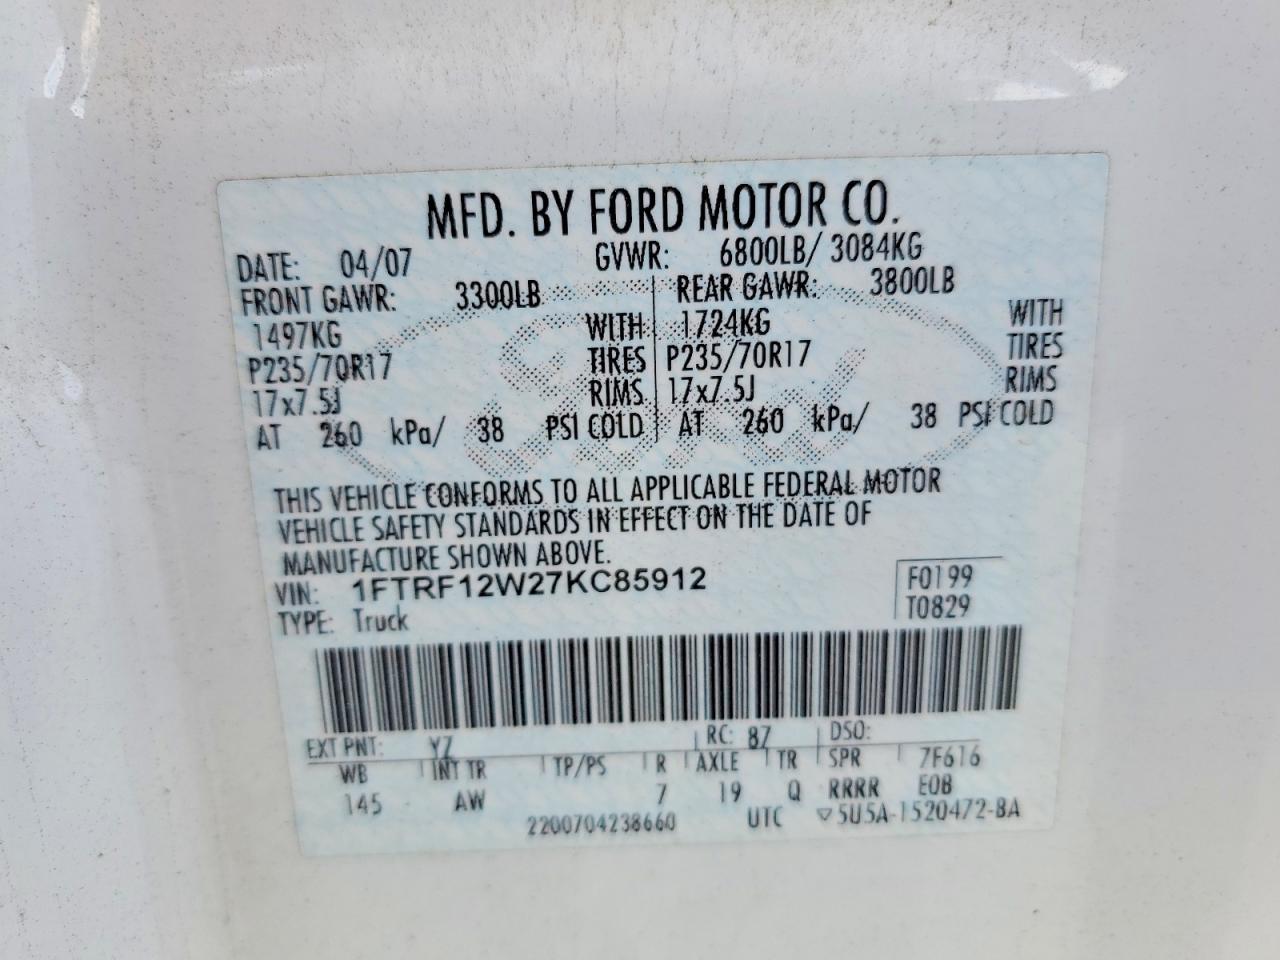 MFD. BY FORD MOTOR CO.
DATE: 04/07 GVWR: 6800LB/ 3084KG
FRONT GAWR: 3300LB REAR GAWR: 3800LB
1497KG WITH 1724KG WITH
P235/70R17 TIRES P235/70R17 TIRES
17x7.5J RIMS 17x7.5J RIMS
AT 260 kPa/ 38 PSI COLD AT 260 kPa/ 38 PSI COLD
THIS VEHICLE CONFORMS TO ALL APPLICABLE FEDERAL MOTOR
VEHICLE SAFETY STANDARDS IN EFFECT ON THE DATE OF
MANUFACTURE SHOWN ABOVE.
VIN: 1FTRF12W27KC85912 F0199
TYPE: Truck T0829
EXT PNT: YZ RC: 87 DSO:
WB INT TR TP/PS R AXLE TR SPR 7F616
145 AW 7 19 Q RRRR E0B
2200704238660 UTC ▽5U5A-1520472-BA